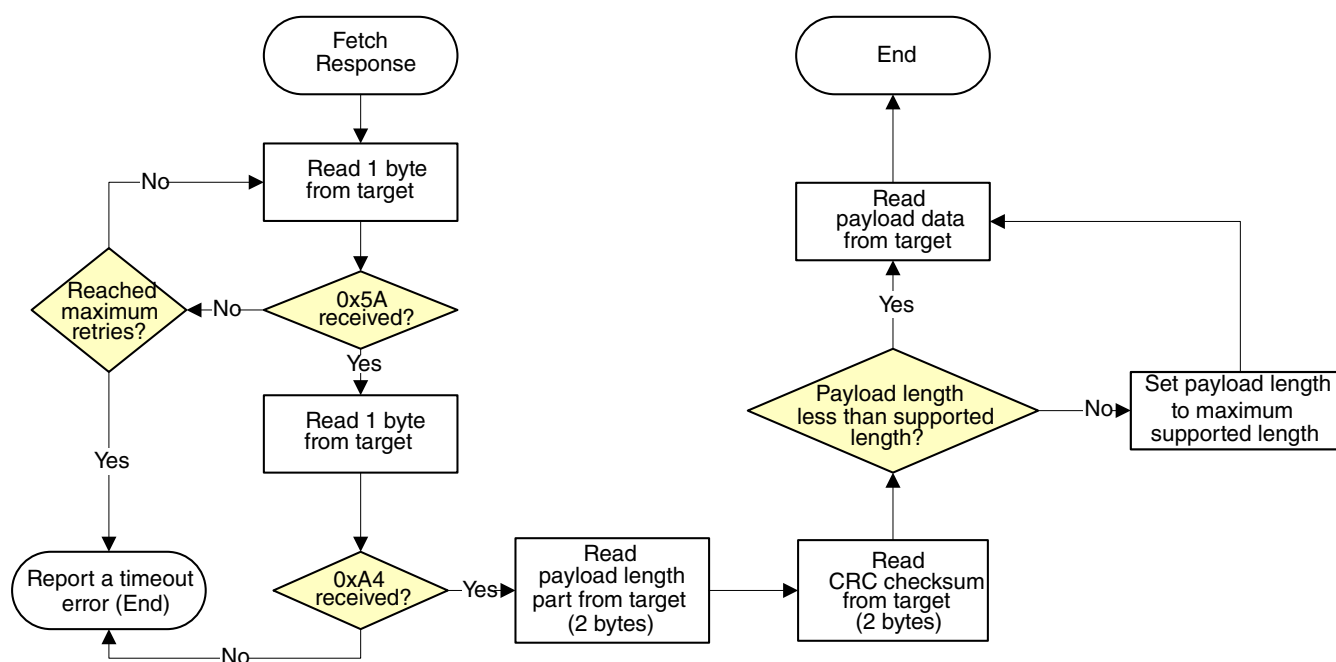 Fetch
Response
Read 1 byte
from target
No
Reached
maximum
retries?
No
0x5A
received?
Yes
Read 1 byte
from target
Yes
Report a timeout
error (End)
0xA4
received?
No
Yes
Read
payload length
part from target
(2 bytes)
Read
CRC checksum
from target
(2 bytes)
Payload length
less than supported
length?
No
Set payload length
to maximum
supported length
Yes
Read
payload data
from target
End